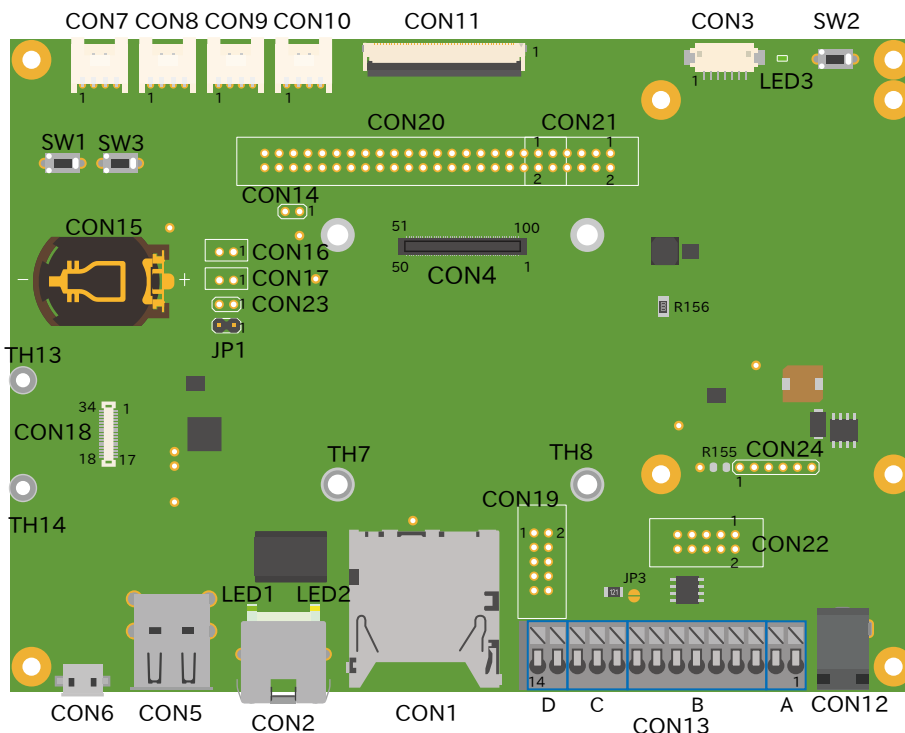 CON7 CON8 CON9 CON10 CON11 CON3 SW2
1 1 1 1 1 1 LED3
CON20 CON21
SW1 SW3 1 1
2 2
CON14 1
CON15 51 100
1 CON16
- + 1 CON17 50 CON4 1
1 CON23 R156
1
JP1
TH13
34 1
CON18
18 17
R155 CON24
TH7 TH8 1
CON19
TH14 1 2 1
CON22
2
JP3
LED1 LED2 121
14 1
CON6 CON5 CON2 CON1 D C B A CON12
CON13